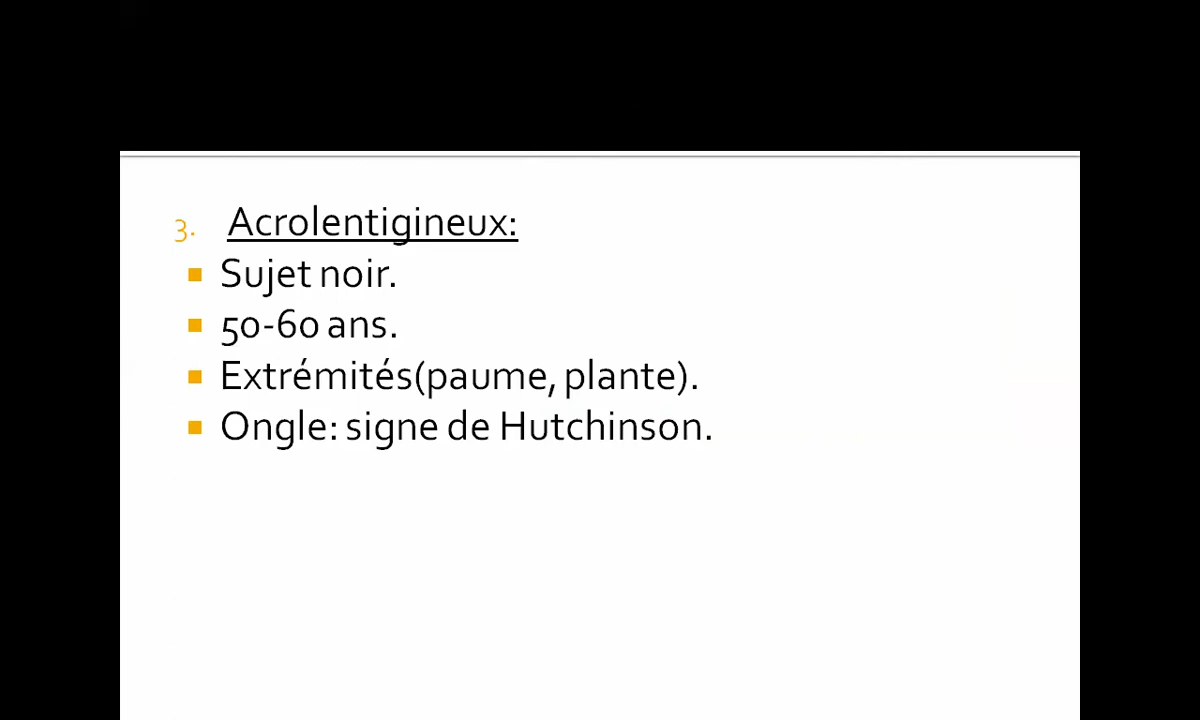 3. Acrolentigineux:
▪ Sujet noir.
▪ 50-60 ans.
▪ Extrémités(paume, plante).
▪ Ongle: signe de Hutchinson.